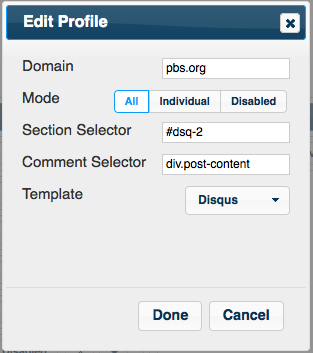 Edit Profile
Domain pbs.org
Mode All Individual Disabled
Section Selector #dsq-2
Comment Selector div.post-content
Template Disqus
Done Cancel